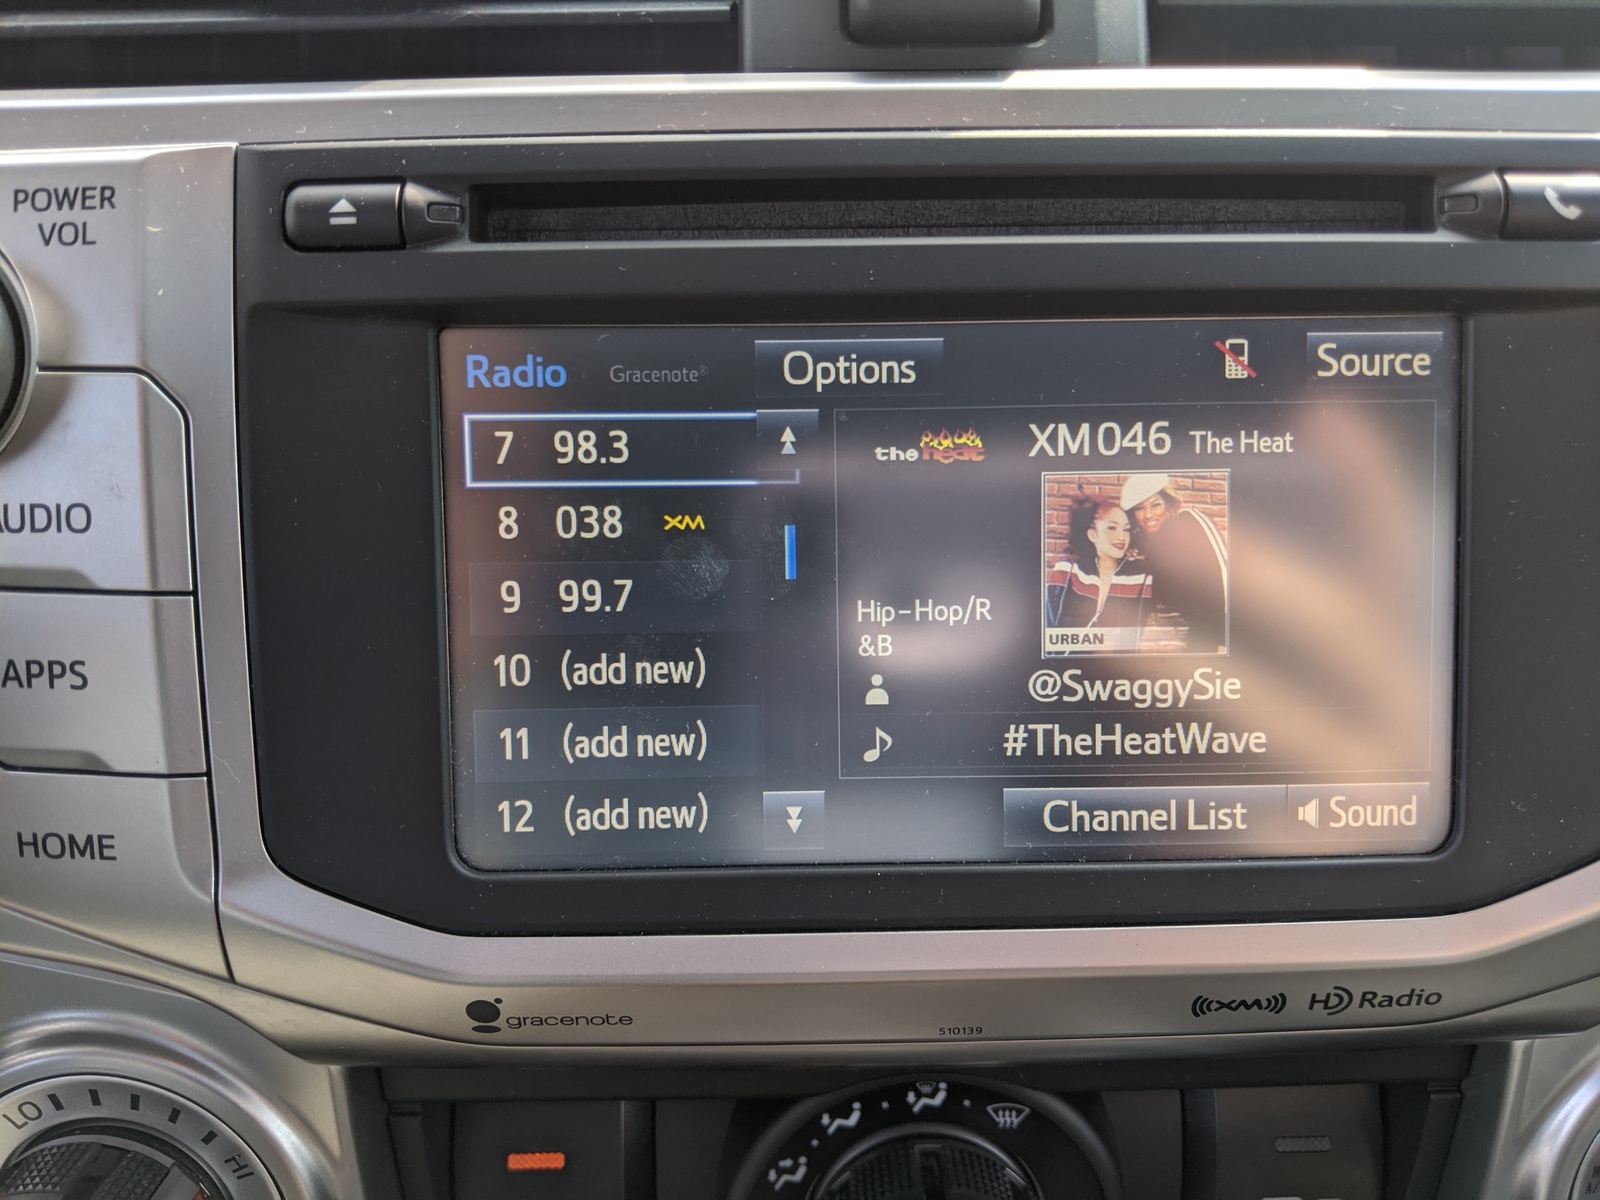 POWER
VOL
AUDIO
APPS
HOME
Radio
Gracenote®
Options
Source
7 98.3
8 038 XM
9 99.7
10 (add new)
11 (add new)
12 (add new)
the heat
XM046 The Heat
URBAN
Hip-Hop/R
&B
@SwaggySie
#TheHeatWave
Channel List
Sound
gracenote
510139
((XM))
HD Radio
LO
HI